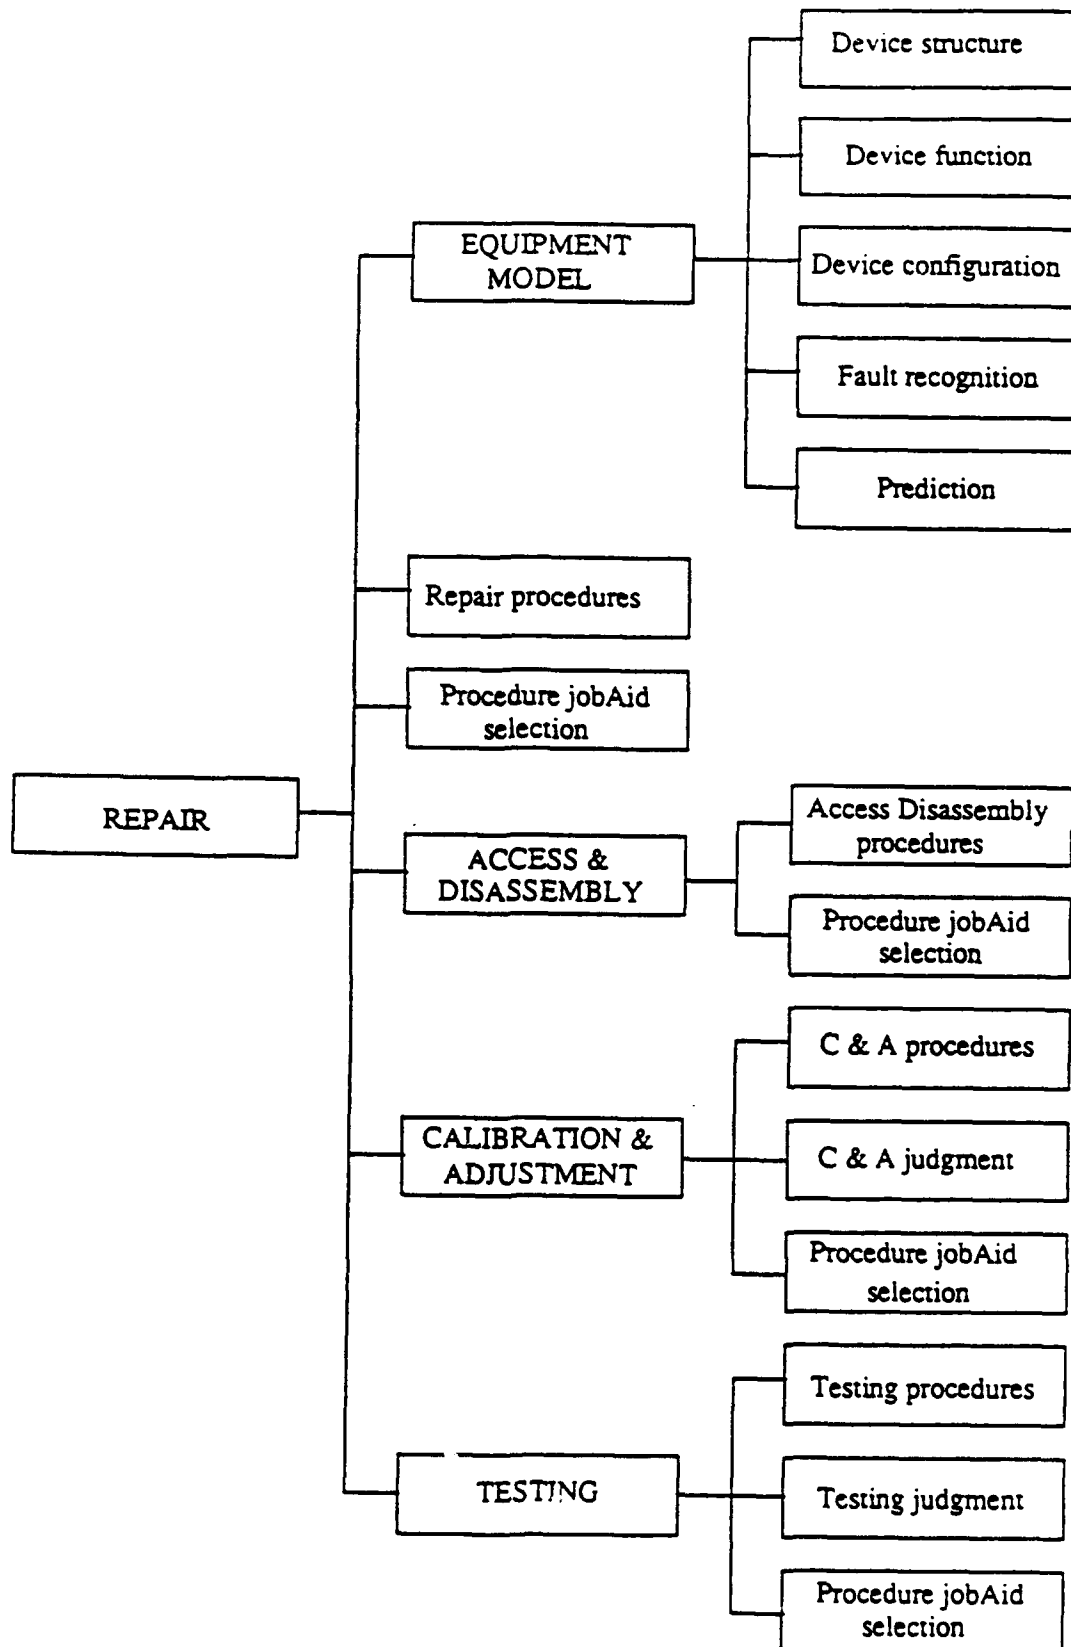 Device structure
Device function
EQUIPMENT
MODEL
Device configuration
Fault recognition
Prediction
Repair procedures
Procedure jobAid
selection
REPAIR
ACCESS &
DISASSEMBLY
Access Disassembly
procedures
Procedure jobAid
selection
C & A procedures
CALIBRATION &
ADJUSTMENT
C & A judgment
Procedure jobAid
selection
Testing procedures
TESTING
Testing judgment
Procedure jobAid
selection